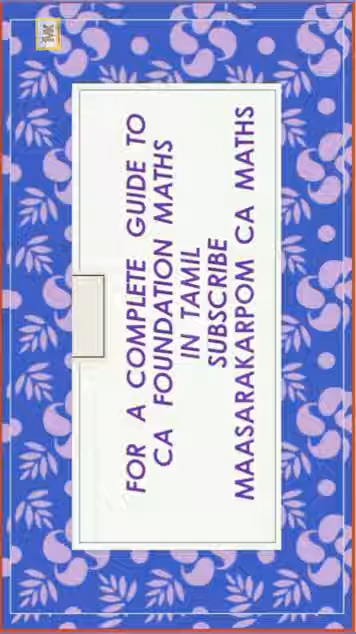 FOR A COMPLETE GUIDE TO
CA FOUNDATION MATHS
IN TAMIL
SUBSCRIBE
MAASARAKARPOM CA MATHS